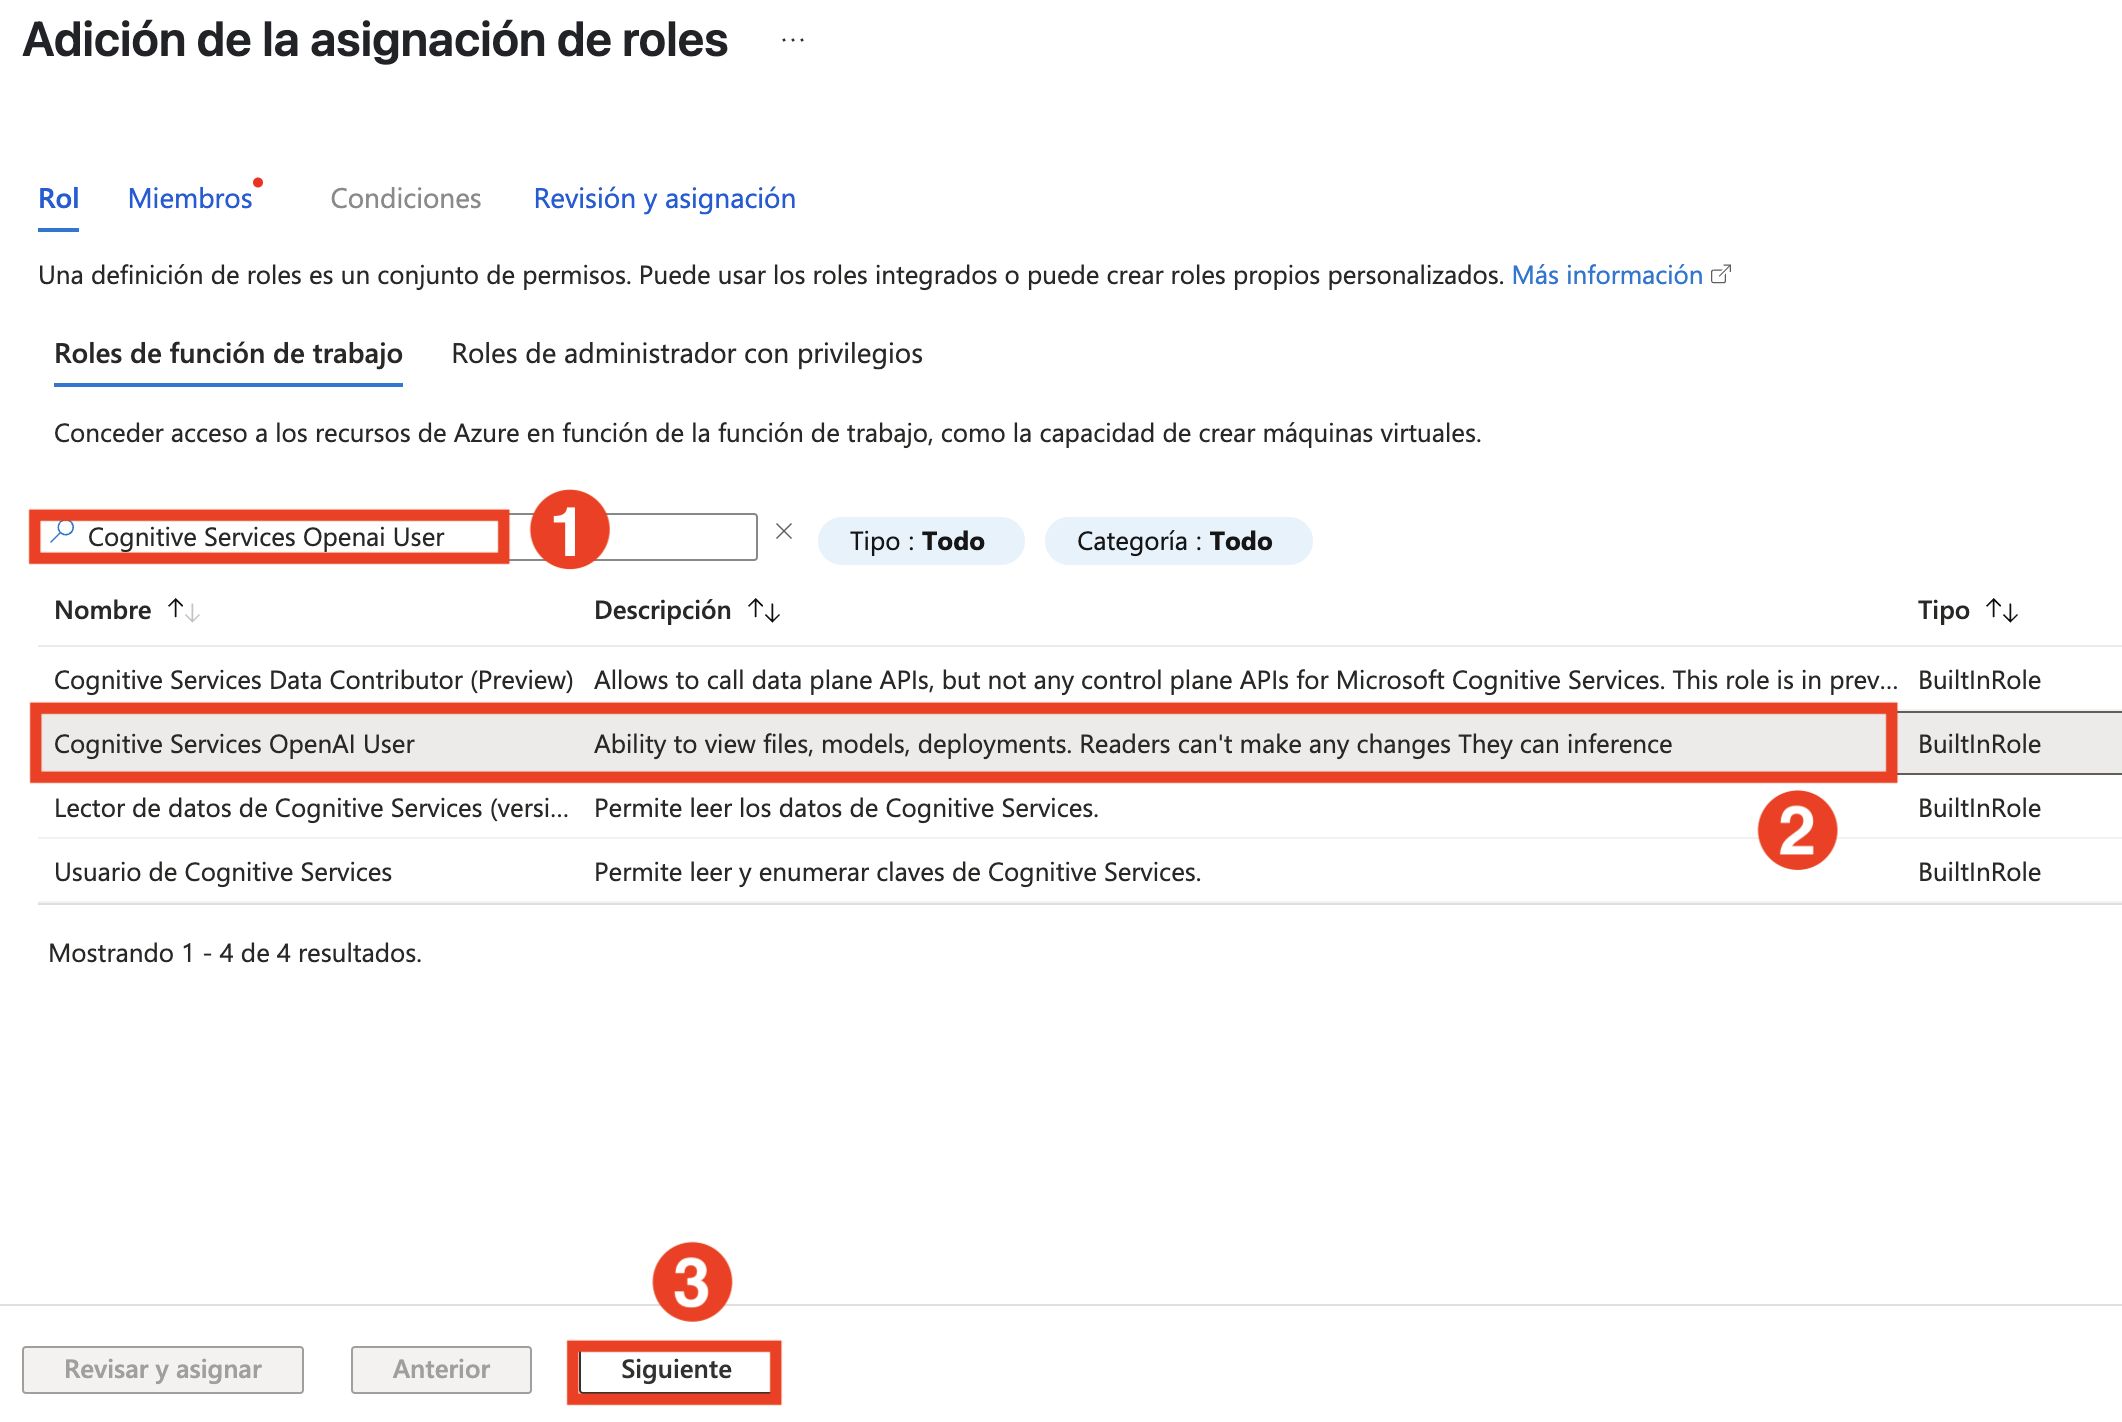 Adición de la asignación de roles ...
Rol Miembros Condiciones Revisión y asignación
Una definición de roles es un conjunto de permisos. Puede usar los roles integrados o puede crear roles propios personalizados. Más información
Roles de función de trabajo Roles de administrador con privilegios
Conceder acceso a los recursos de Azure en función de la función de trabajo, como la capacidad de crear máquinas virtuales.
Cognitive Services Openai User 1 Tipo : Todo Categoría : Todo
Nombre ↑↓ Descripción ↑↓ Tipo ↑↓
Cognitive Services Data Contributor (Preview) Allows to call data plane APIs, but not any control plane APIs for Microsoft Cognitive Services. This role is in prev... BuiltInRole
Cognitive Services OpenAI User Ability to view files, models, deployments. Readers can't make any changes They can inference BuiltInRole
Lector de datos de Cognitive Services (versi... Permite leer los datos de Cognitive Services. BuiltInRole
2
Usuario de Cognitive Services Permite leer y enumerar claves de Cognitive Services. BuiltInRole
Mostrando 1 - 4 de 4 resultados.
3
Revisar y asignar Anterior Siguiente